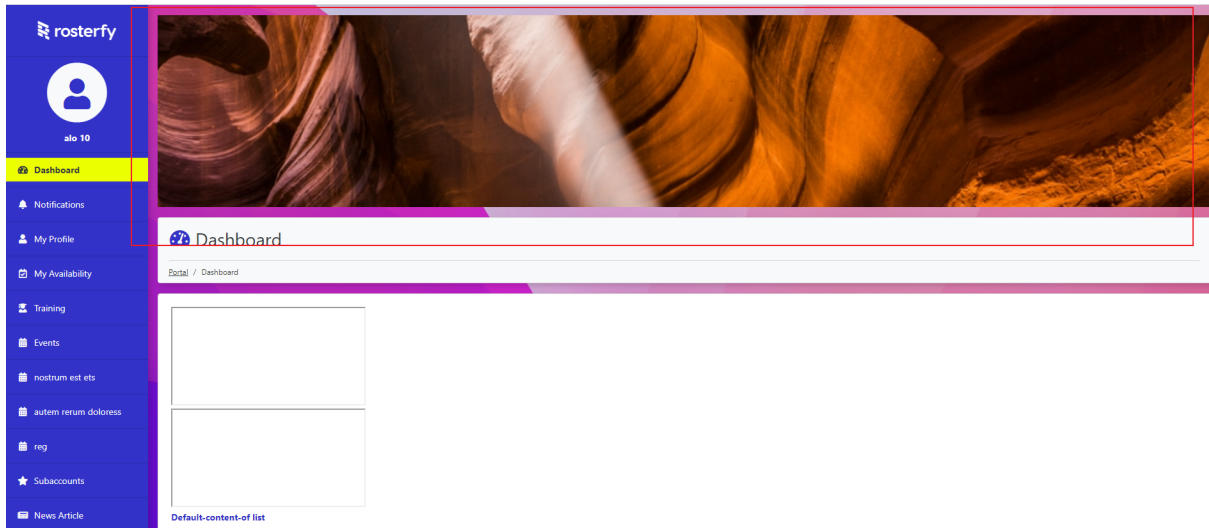 rosterfy
alo 10
Dashboard
Notifications
My Profile
My Availability
Training
Events
nostrum est ets
autem rerum doloress
reg
Subaccounts
News Article
Dashboard
Portal / Dashboard
Default-content-of list